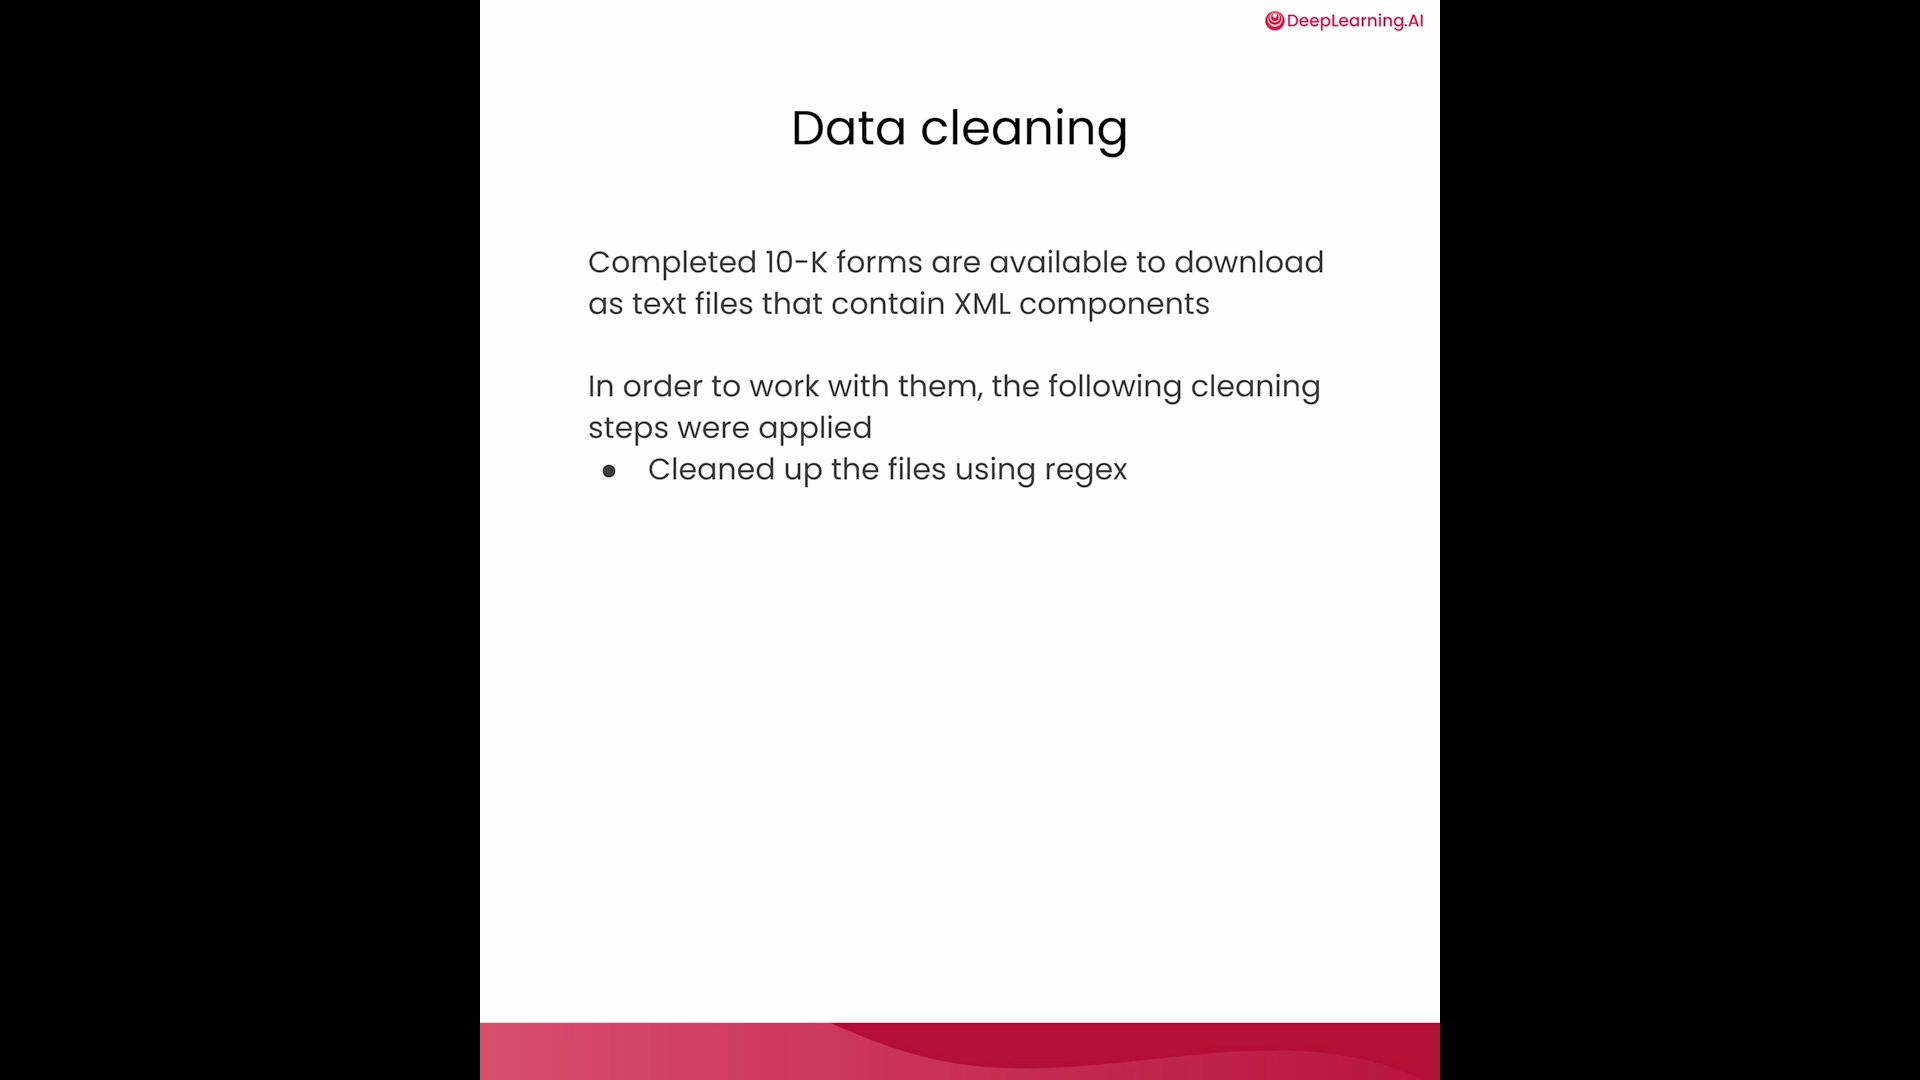 DeepLearning.AI
Data cleaning
Completed 10-K forms are available to download
as text files that contain XML components
In order to work with them, the following cleaning
steps were applied
● Cleaned up the files using regex